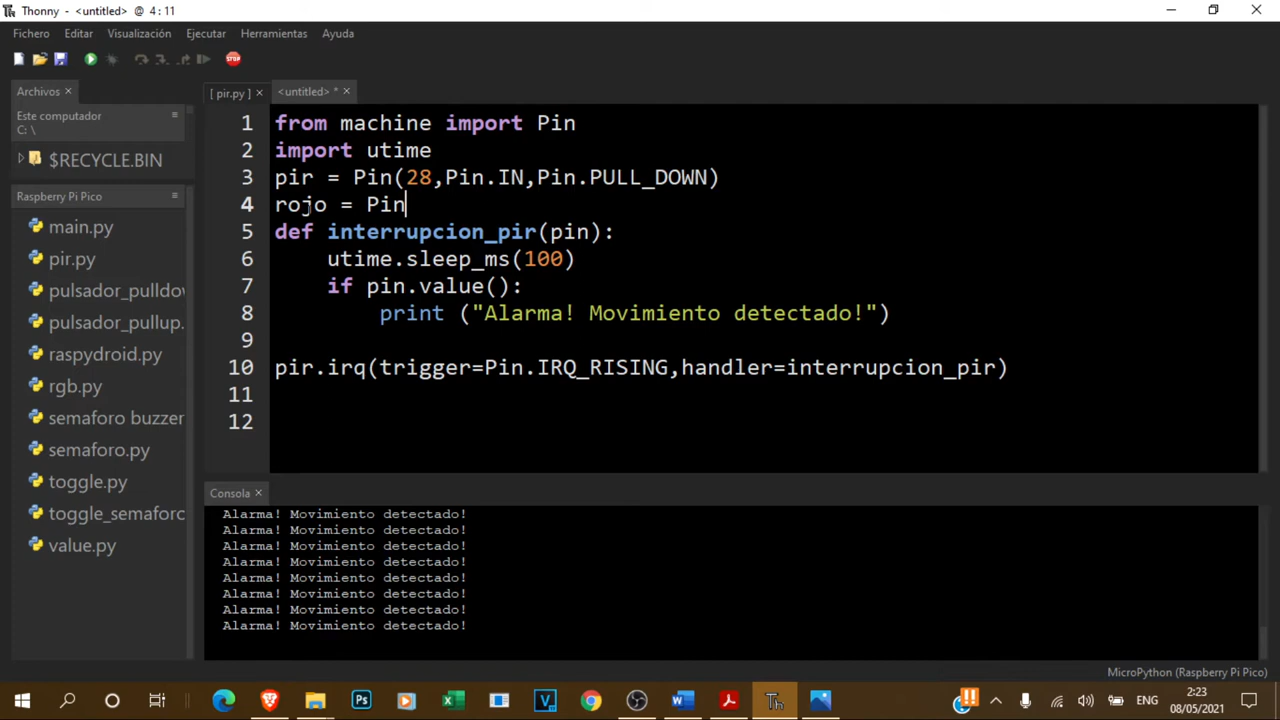 Thonny - <untitled> @ 4 : 11
Fichero Editar Visualización Ejecutar Herramientas Ayuda
STOP
Archivos ×
[ pir.py ] ×
<untitled> * ×
Este computador
C: \
$RECYCLE.BIN
Raspberry Pi Pico
main.py
pir.py
pulsador_pulldo
pulsador_pullup.
raspydroid.py
rgb.py
semaforo buzzer
semaforo.py
toggle.py
toggle_semaforo
value.py
1 from machine import Pin
2 import utime
3 pir = Pin(28,Pin.IN,Pin.PULL_DOWN)
4 rojo = Pin
5 def interrupcion_pir(pin):
6 utime.sleep_ms(100)
7 if pin.value():
8 print ("Alarma! Movimiento detectado!")
9
10 pir.irq(trigger=Pin.IRQ_RISING,handler=interrupcion_pir)
11
12
Consola ×
Alarma! Movimiento detectado!
Alarma! Movimiento detectado!
Alarma! Movimiento detectado!
Alarma! Movimiento detectado!
Alarma! Movimiento detectado!
Alarma! Movimiento detectado!
Alarma! Movimiento detectado!
Alarma! Movimiento detectado!
MicroPython (Raspberry Pi Pico)
Ps
V
W
Th
ENG
2:23
08/05/2021